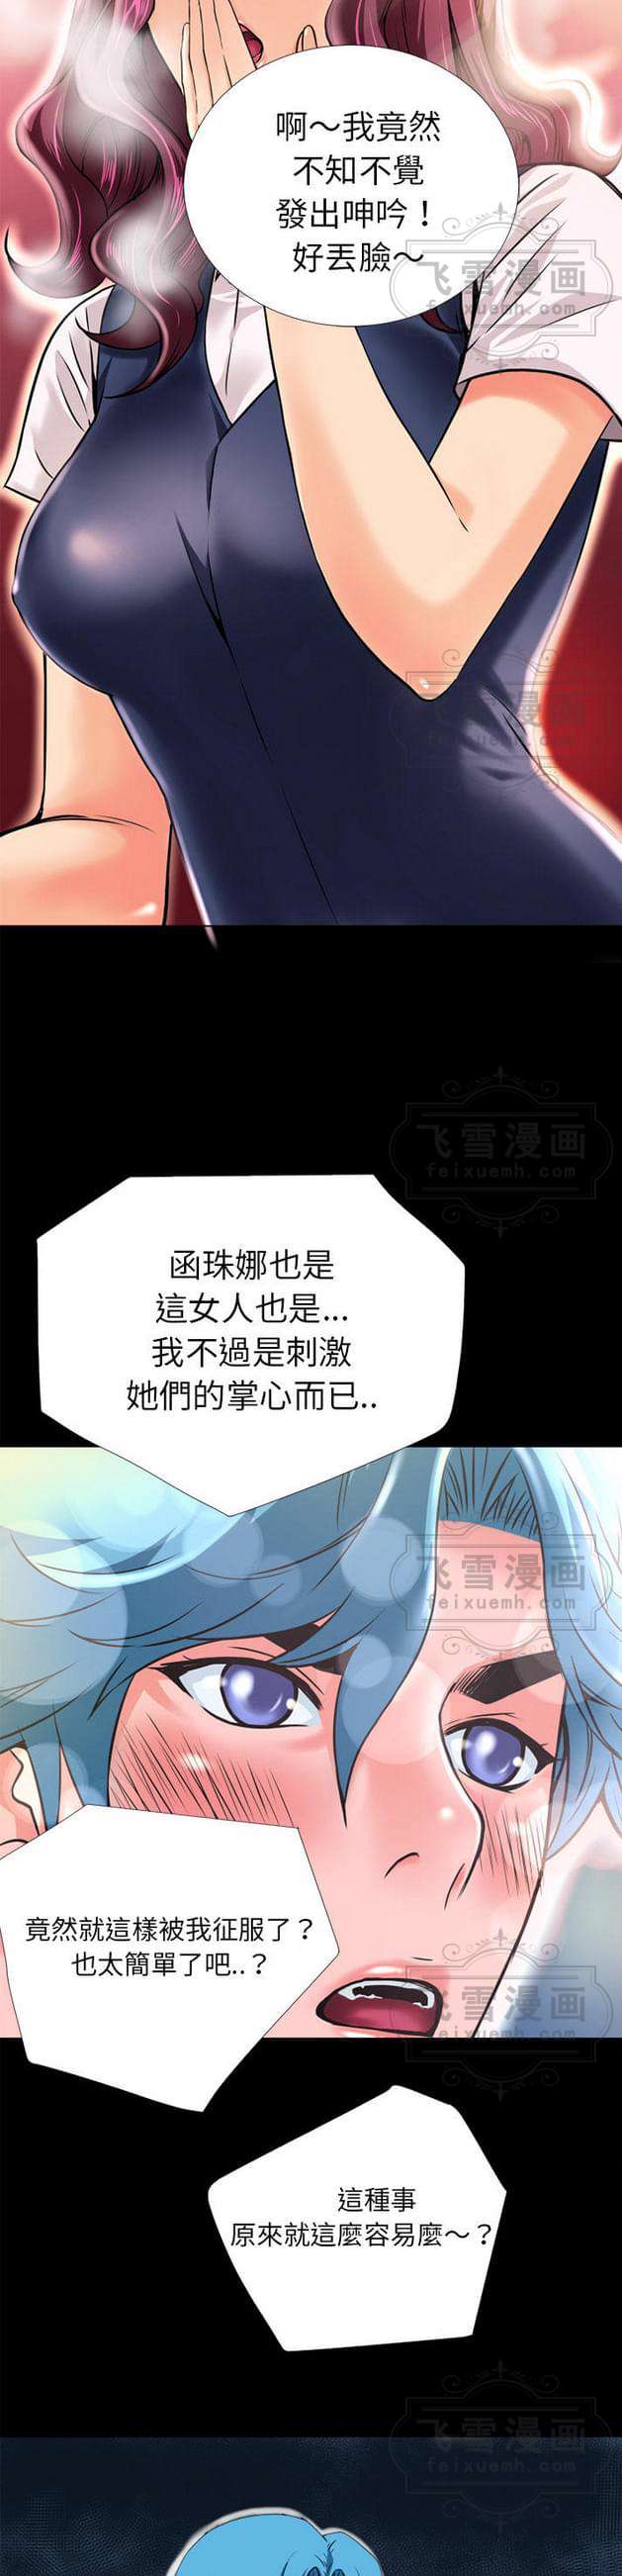 啊～我竟然
不知不覺
發出呻吟！
好丟臉～
飞雪漫画
feixuemh.com
飞雪漫画
feixuemh.com
飞雪漫画
feixuemh.com
函珠娜也是
這女人也是...
我不過是刺激
她們的掌心而已..
飞雪漫画
feixuemh.com
竟然就這樣被我征服了？
也太簡單了吧..？
飞雪漫画
feixuemh.com
這種事
原來就這麼容易麼～？
飞雪漫画
feixuemh.com